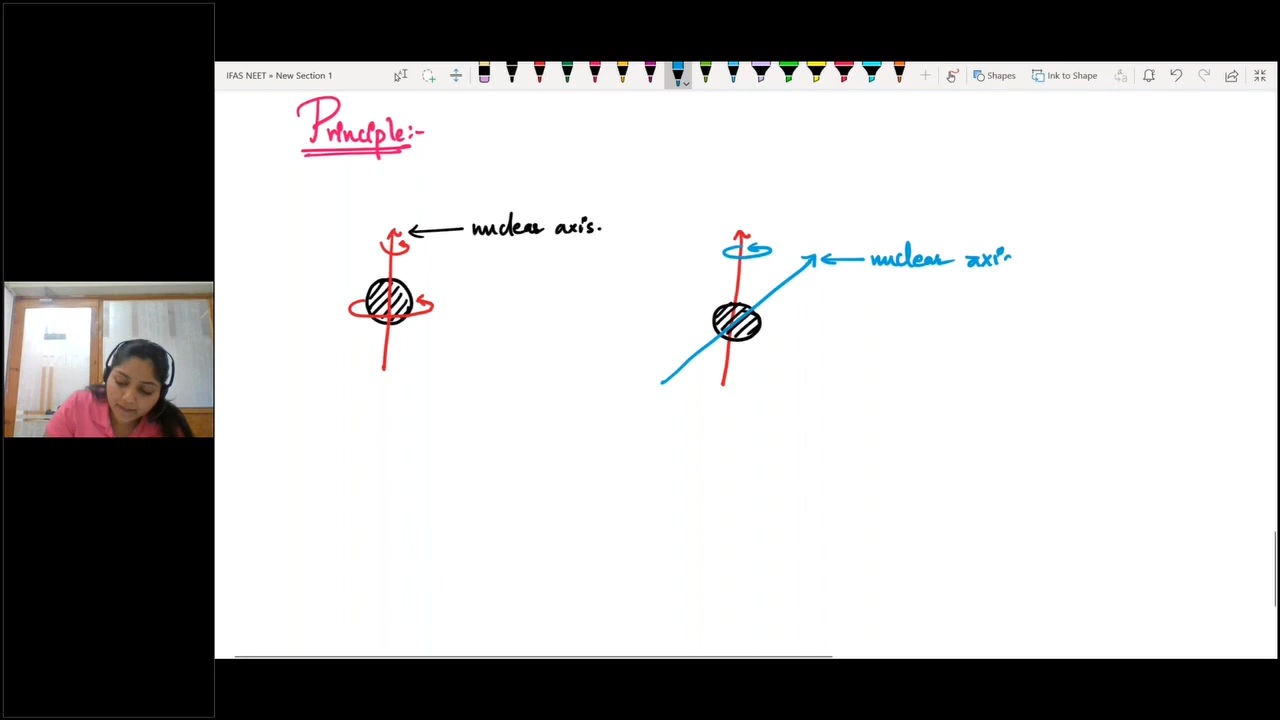 IFAS NEET » New Section 1
Shapes
Ink to Shape
Principle:-
nuclear axis.
nuclear axis